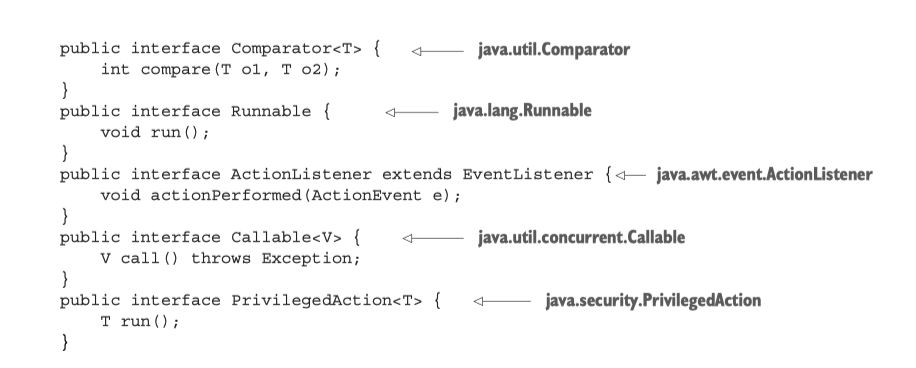 public interface Comparator<T> { java.util.Comparator
    int compare(T o1, T o2);
}
public interface Runnable { java.lang.Runnable
    void run();
}
public interface ActionListener extends EventListener { java.awt.event.ActionListener
    void actionPerformed(ActionEvent e);
}
public interface Callable<V> { java.util.concurrent.Callable
    V call() throws Exception;
}
public interface PrivilegedAction<T> { java.security.PrivilegedAction
    T run();
}